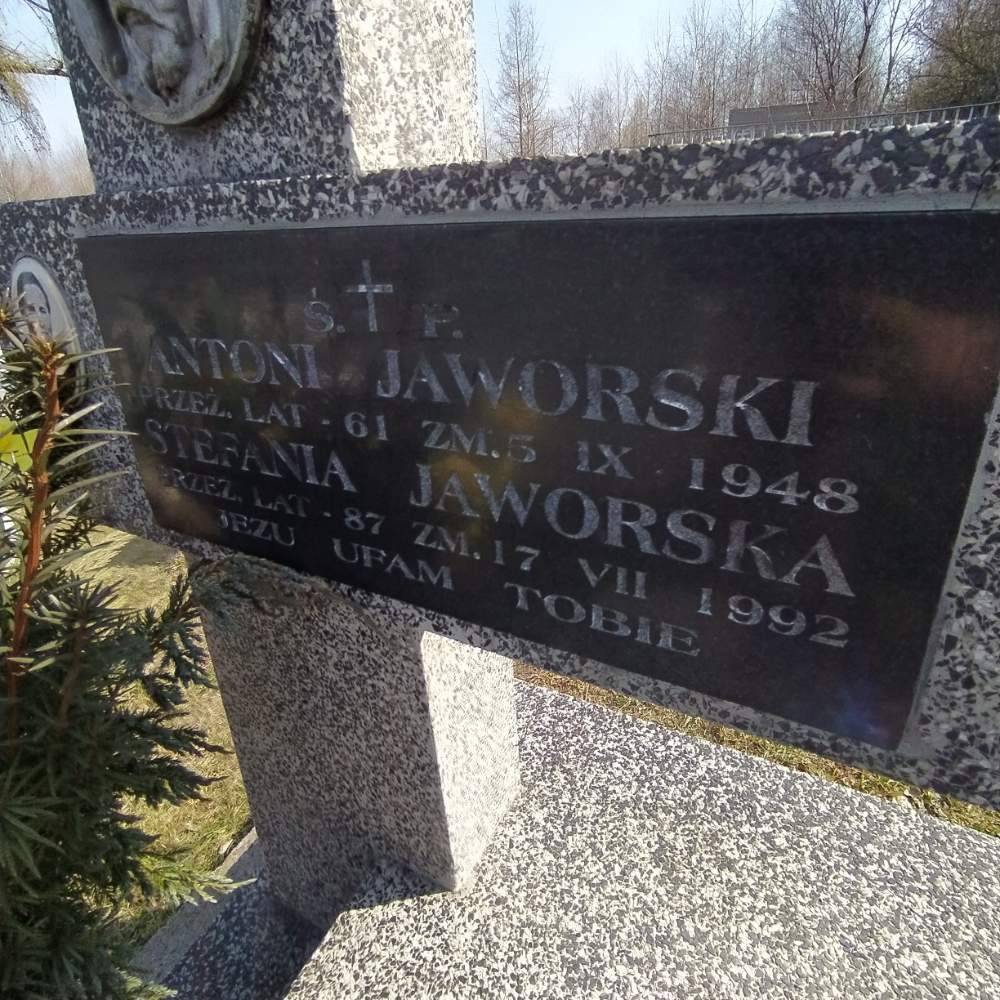 Ś. P.
ANTONI JAWORSKI
PRZEŻ. LAT - 61 ZM. 5 IX 1948
STEFANIA JAWORSKA
PRZEŻ. LAT - 87 ZM. 17 VII 1992
JEZU UFAM TOBIE